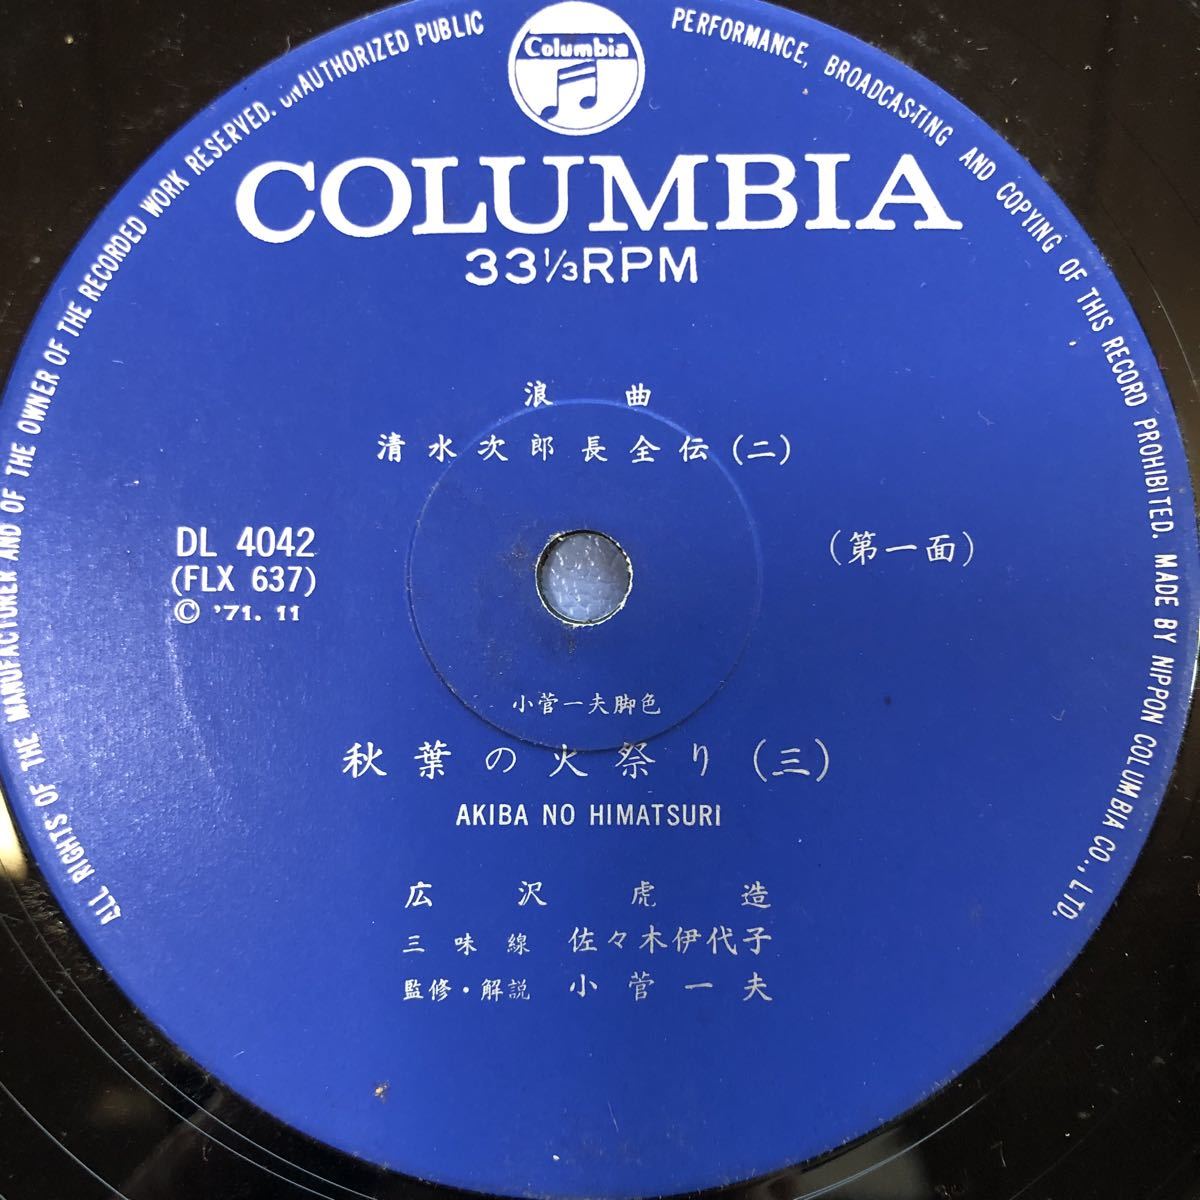 Columbia
COLUMBIA
33⅓RPM
浪曲
清水次郎長全伝(二)
DL 4042
(FLX 637)
© '71. 11
(第一面)
小菅一夫脚色
秋葉の火祭り(三)
AKIBA NO HIMATSURI
広沢虎造
三味線 佐々木伊代子
監修・解説 小菅一夫
ALL RIGHTS OF THE MANUFACTURER AND OF THE OWNER OF THE RECORDED WORK RESERVED. UNAUTHORIZED PUBLIC PERFORMANCE, BROADCASTING AND COPYING OF THIS RECORD PROHIBITED. MADE BY NIPPON COLUMBIA CO., LTD.